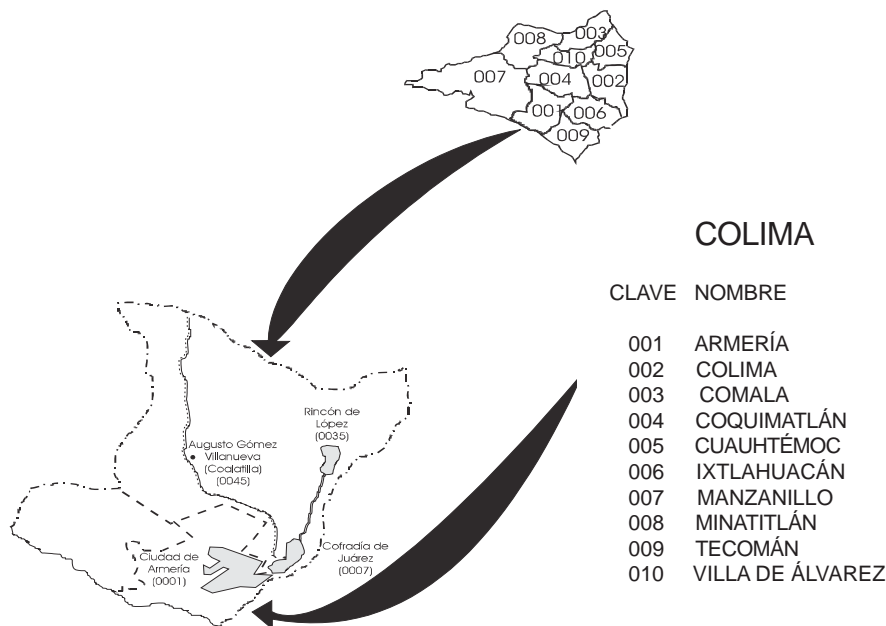 008
003
010
005
007
004
002
001
006
009
COLIMA
CLAVE NOMBRE
001 ARMERÍA
002 COLIMA
003 COMALA
004 COQUIMATLÁN
005 CUAUHTÉMOC
006 IXTLAHUACÁN
007 MANZANILLO
008 MINATITLÁN
009 TECOMÁN
010 VILLA DE ÁLVAREZ
Rincón de
López
(0035)
Augusto Gómez
Villanueva
(Coalatilla)
(0045)
Cofradía de
Juárez
(0007)
Ciudad de
Armería
(0001)